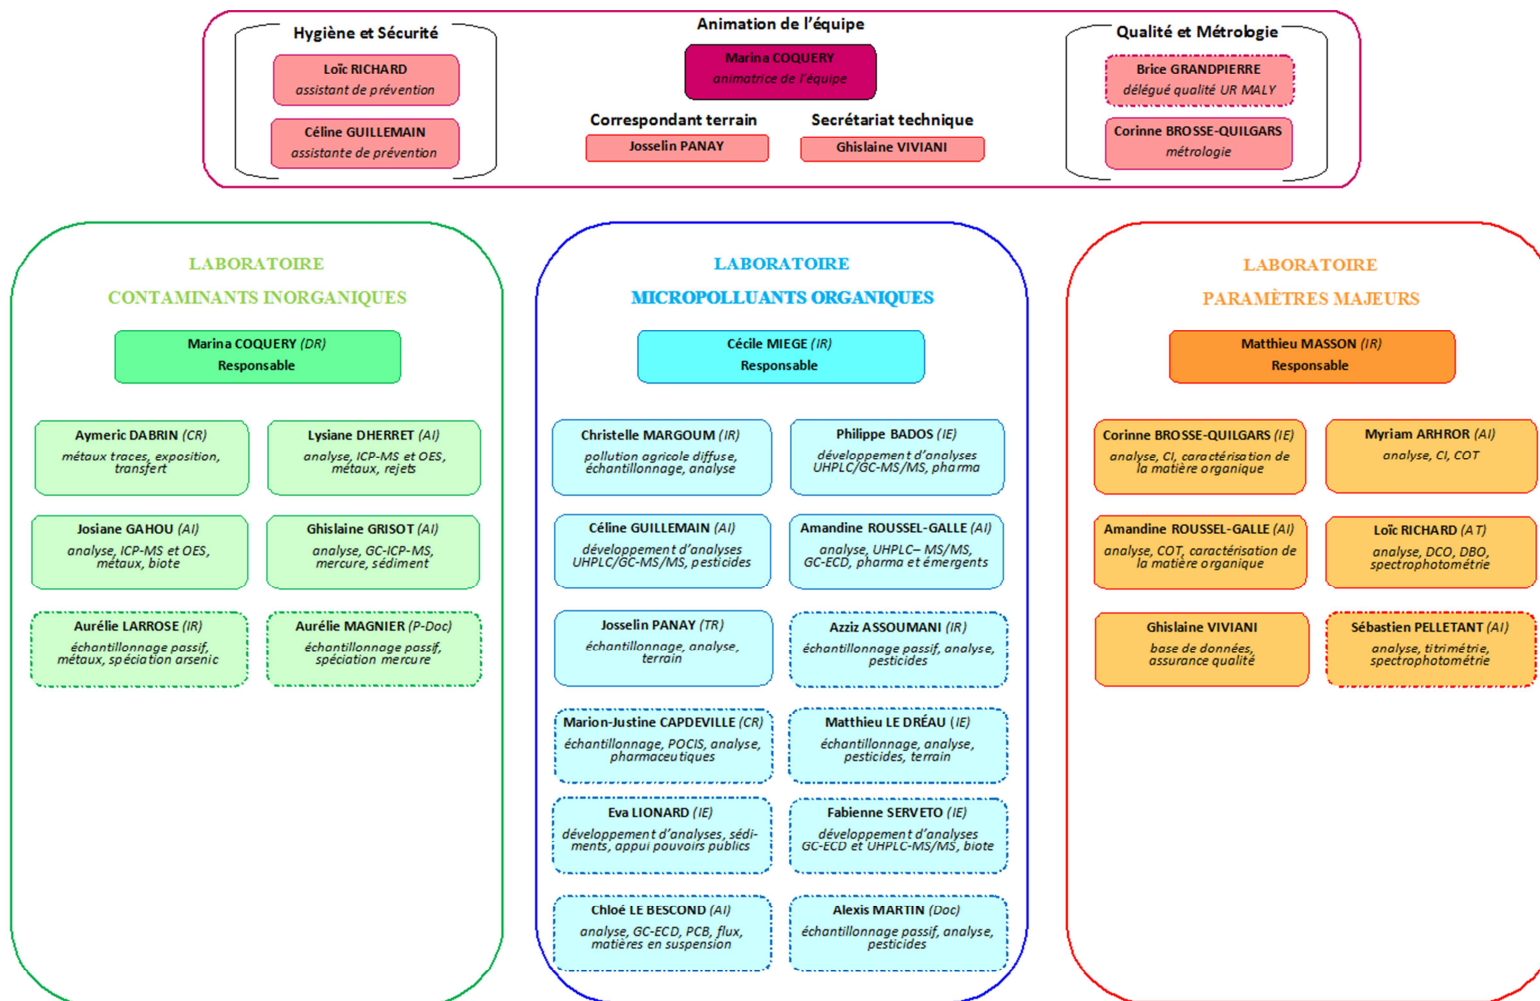 Hygiène et Sécurité
Loïc RICHARD
assistant de prévention
Céline GUILLEMAIN
assistante de prévention
Animation de l'équipe
Marina COQUERY
animatrice de l'équipe
Correspondant terrain
Josselin PANAY
Secrétariat technique
Ghislaine VIVIANI
Qualité et Métrologie
Brice GRANDPIERRE
délégué qualité UR MALY
Corinne BROSSE-QUILGARS
métrologie
LABORATOIRE
CONTAMINANTS INORGANIQUES
Marina COQUERY (DR)
Responsable
Aymeric DABRIN (CR)
métaux traces, exposition,
transfert
Lysiane DHERRET (AI)
analyse, ICP-MS et OES,
métaux, rejets
Josiane GAHOU (AI)
analyse, ICP-MS et OES,
métaux, biote
Ghislaine GRISOT (AI)
analyse, GC-ICP-MS,
mercure, sédiment
Aurélie LARROSE (IR)
échantillonnage passif,
métaux, spéciation arsenic
Aurélie MAGNIER (P-Doc)
échantillonnage passif,
spéciation mercure
LABORATOIRE
MICROPOLLUANTS ORGANIQUES
Cécile MIEGE (IR)
Responsable
Christelle MARGOUM (IR)
pollution agricole diffuse,
échantillonnage, analyse
Philippe BADOS (IE)
développement d'analyses
UHPLC/GC-MS/MS, pharma
Céline GUILLEMAIN (AI)
développement d'analyses
UHPLC/GC-MS/MS, pesticides
Amandine ROUSSEL-GALLE (AI)
analyse, UHPLC– MS/MS,
GC-ECD, pharma et émergents
Josselin PANAY (TR)
échantillonnage, analyse,
terrain
Azziz ASSOUMANI (IR)
échantillonnage passif, analyse,
pesticides
Marion-Justine CAPDEVILLE (CR)
échantillonnage, POCIS, analyse,
pharmaceutiques
Matthieu LE DRÉAU (IE)
échantillonnage, analyse,
pesticides, terrain
Eva LIONARD (IE)
développement d'analyses, sédi-
ments, appui pouvoirs publics
Fabienne SERVETO (IE)
développement d'analyses
GC-ECD et UHPLC-MS/MS, biote
Chloé LE BESCOND (AI)
analyse, GC-ECD, PCB, flux,
matières en suspension
Alexis MARTIN (Doc)
échantillonnage passif, analyse,
pesticides
LABORATOIRE
PARAMÈTRES MAJEURS
Matthieu MASSON (IR)
Responsable
Corinne BROSSE-QUILGARS (IE)
analyse, CI, caractérisation de
la matière organique
Myriam ARHROR (AI)
analyse, CI, COT
Amandine ROUSSEL-GALLE (AI)
analyse, COT, caractérisation de
la matière organique
Loïc RICHARD (AT)
analyse, DCO, DBO,
spectrophotométrie
Ghislaine VIVIANI
base de données,
assurance qualité
Sébastien PELLETANT (AI)
analyse, titrimétrie,
spectrophotométrie